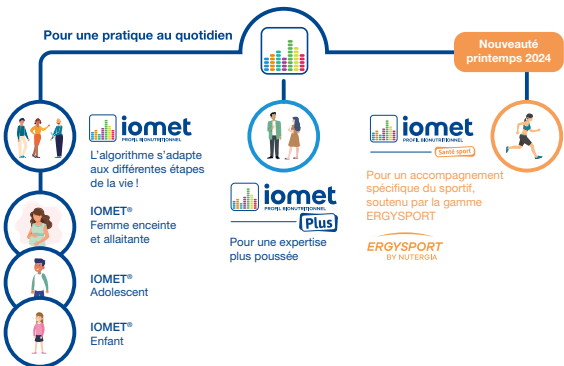 Pour une pratique au quotidien
Nouveauté
printemps 2024
iomet
PROFIL BIONUTRITIONNEL
L'algorithme s'adapte
aux différentes étapes
de la vie !
IOMET®
Femme enceinte
et allaitante
IOMET®
Adolescent
IOMET®
Enfant
iomet
PROFIL BIONUTRITIONNEL
Plus
Pour une expertise
plus poussée
iomet
PROFIL BIONUTRITIONNEL
Santé sport
Pour un accompagnement
spécifique du sportif,
soutenu par la gamme
ERGYSPORT
ERGYSPORT
BY NUTERGIA